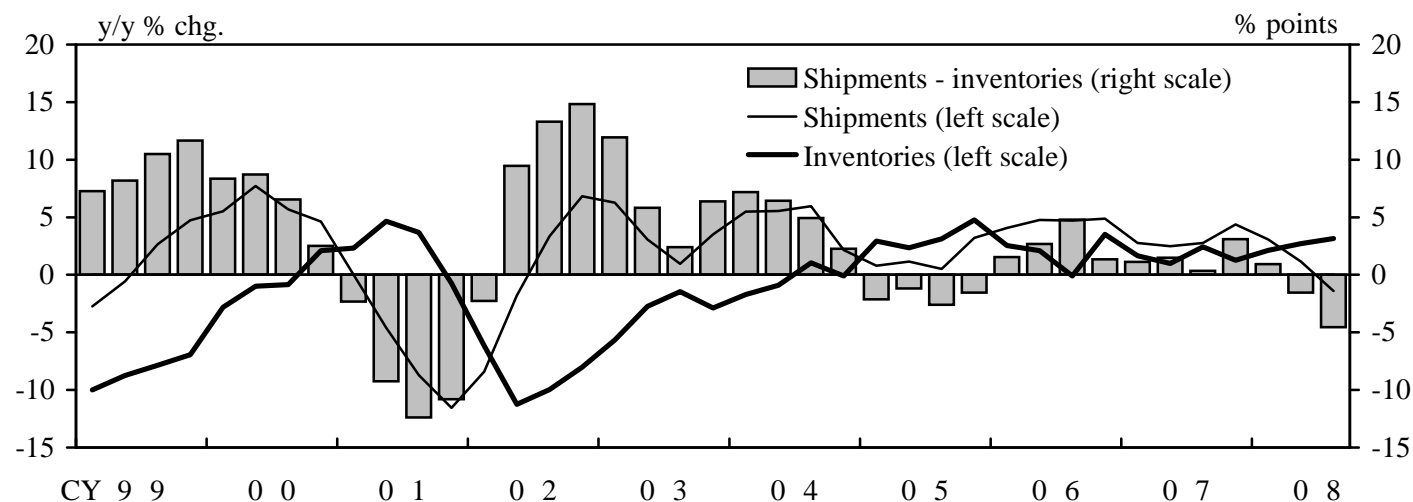 y/y % chg. % points
20 20
Shipments - inventories (right scale)
15 15
Shipments (left scale)
10 Inventories (left scale) 10
5 5
0 0
-5 -5
-10 -10
-15 -15
CY 9 9 0 0 0 1 0 2 0 3 0 4 0 5 0 6 0 7 0 8